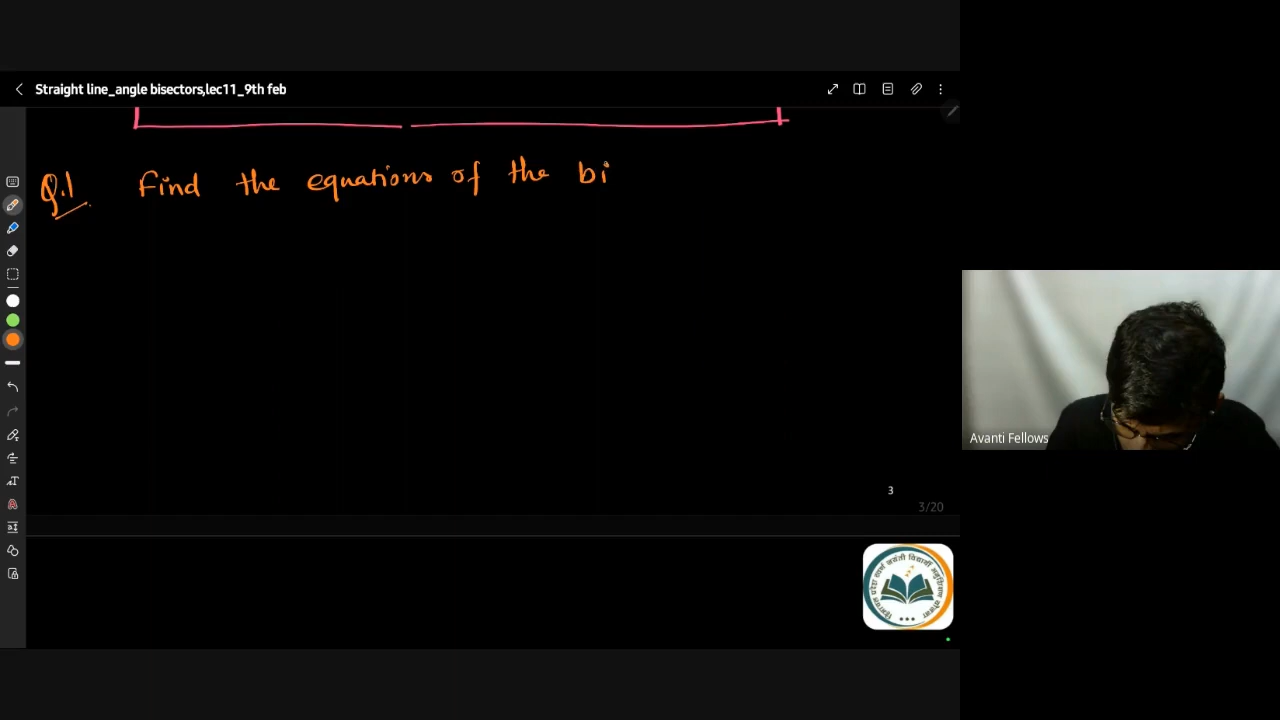 Straight line_angle bisectors,lec11_9th feb
Q.1 Find the equations of the bi
Avanti Fellows
3
3/20